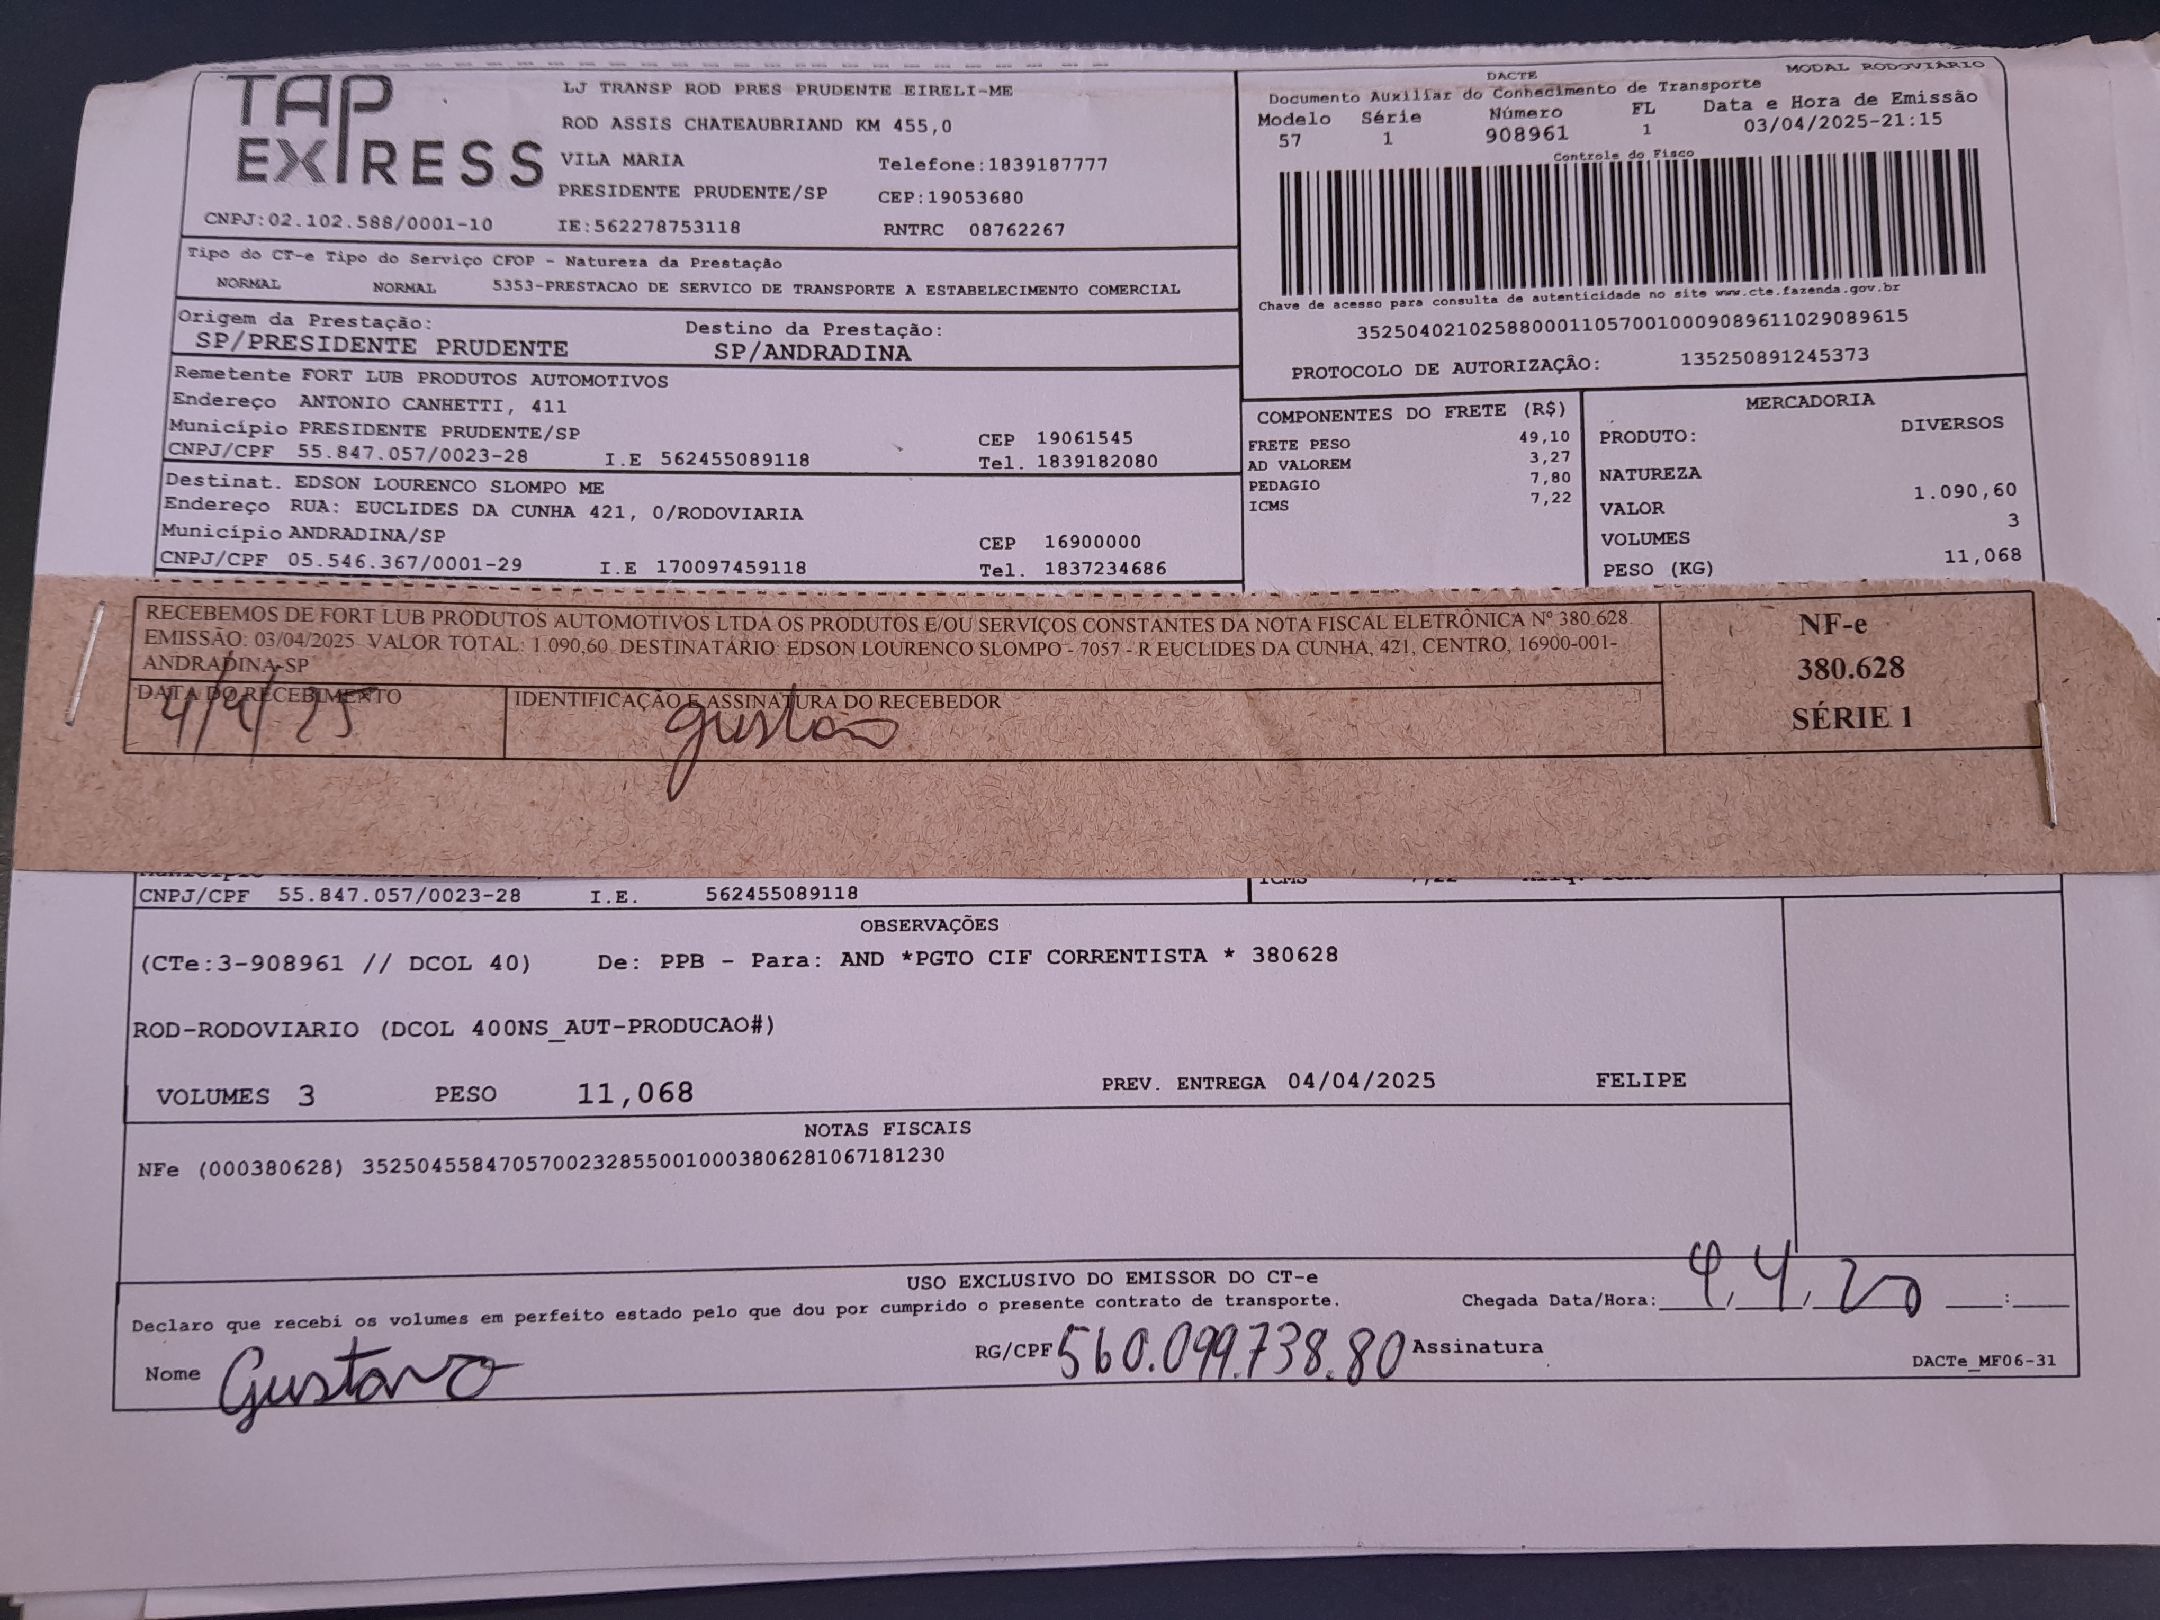 TAP
EXPRESS
LJ TRANSP ROD PRES PRUDENTE EIRELI-ME
ROD ASSIS CHATEAUBRIAND KM 455,0
VILA MARIA Telefone:1839187777
PRESIDENTE PRUDENTE/SP CEP:19053680
CNPJ:02.102.588/0001-10 IE:562278753118 RNTRC 08762267
DACTE MODAL RODOVIÁRIO
Documento Auxiliar do Conhecimento de Transporte
Modelo Série Número FL Data e Hora de Emissão
57 1 908961 1 03/04/2025-21:15
Controle do Fisco
Chave de acesso para consulta de autenticidade no site www.cte.fazenda.gov.br
35250402102588000110570010009089611029089615
PROTOCOLO DE AUTORIZAÇÃO: 135250891245373
Tipo do CT-e Tipo do Serviço CFOP - Natureza da Prestação
NORMAL NORMAL 5353-PRESTACAO DE SERVICO DE TRANSPORTE A ESTABELECIMENTO COMERCIAL
Origem da Prestação: Destino da Prestação:
SP/PRESIDENTE PRUDENTE SP/ANDRADINA
Remetente FORT LUB PRODUTOS AUTOMOTIVOS
Endereço ANTONIO CANHETTI, 411
Município PRESIDENTE PRUDENTE/SP CEP 19061545
CNPJ/CPF 55.847.057/0023-28 I.E 562455089118 Tel. 1839182080
Destinat. EDSON LOURENCO SLOMPO ME
Endereço RUA: EUCLIDES DA CUNHA 421, 0/RODOVIARIA
Município ANDRADINA/SP CEP 16900000
CNPJ/CPF 05.546.367/0001-29 I.E 170097459118 Tel. 1837234686
COMPONENTES DO FRETE (R$)
FRETE PESO 49,10
AD VALOREM 3,27
PEDAGIO 7,80
ICMS 7,22
MERCADORIA
PRODUTO: DIVERSOS
NATUREZA
VALOR 1.090,60
VOLUMES 3
PESO (KG) 11,068
RECEBEMOS DE FORT LUB PRODUTOS AUTOMOTIVOS LTDA OS PRODUTOS E/OU SERVIÇOS CONSTANTES DA NOTA FISCAL ELETRÔNICA Nº 380.628
EMISSÃO: 03/04/2025 VALOR TOTAL: 1.090,60 DESTINATÁRIO: EDSON LOURENCO SLOMPO - 7057 - R EUCLIDES DA CUNHA, 421, CENTRO, 16900-001-
ANDRADINA-SP
DATA DO RECEBIMENTO IDENTIFICAÇÃO E ASSINATURA DO RECEBEDOR
4/4/25 gustavo
NF-e
380.628
SÉRIE 1
CNPJ/CPF 55.847.057/0023-28 I.E. 562455089118
ICMS 7,22
OBSERVAÇÕES
(CTe:3-908961 // DCOL 40) De: PPB - Para: AND *PGTO CIF CORRENTISTA * 380628
ROD-RODOVIARIO (DCOL 400NS_AUT-PRODUCAO#)
VOLUMES 3 PESO 11,068 PREV. ENTREGA 04/04/2025 FELIPE
NOTAS FISCAIS
NFe (000380628) 35250455847057002328550010003806281067181230
USO EXCLUSIVO DO EMISSOR DO CT-e
Declaro que recebi os volumes em perfeito estado pelo que dou por cumprido o presente contrato de transporte. Chegada Data/Hora: 4, 4, 20 :
Nome Gustavo RG/CPF 560.099.738.80 Assinatura
DACTe_MF06-31